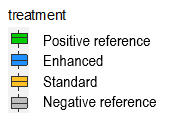 treatment
Positive reference
Enhanced
Standard
Negative reference